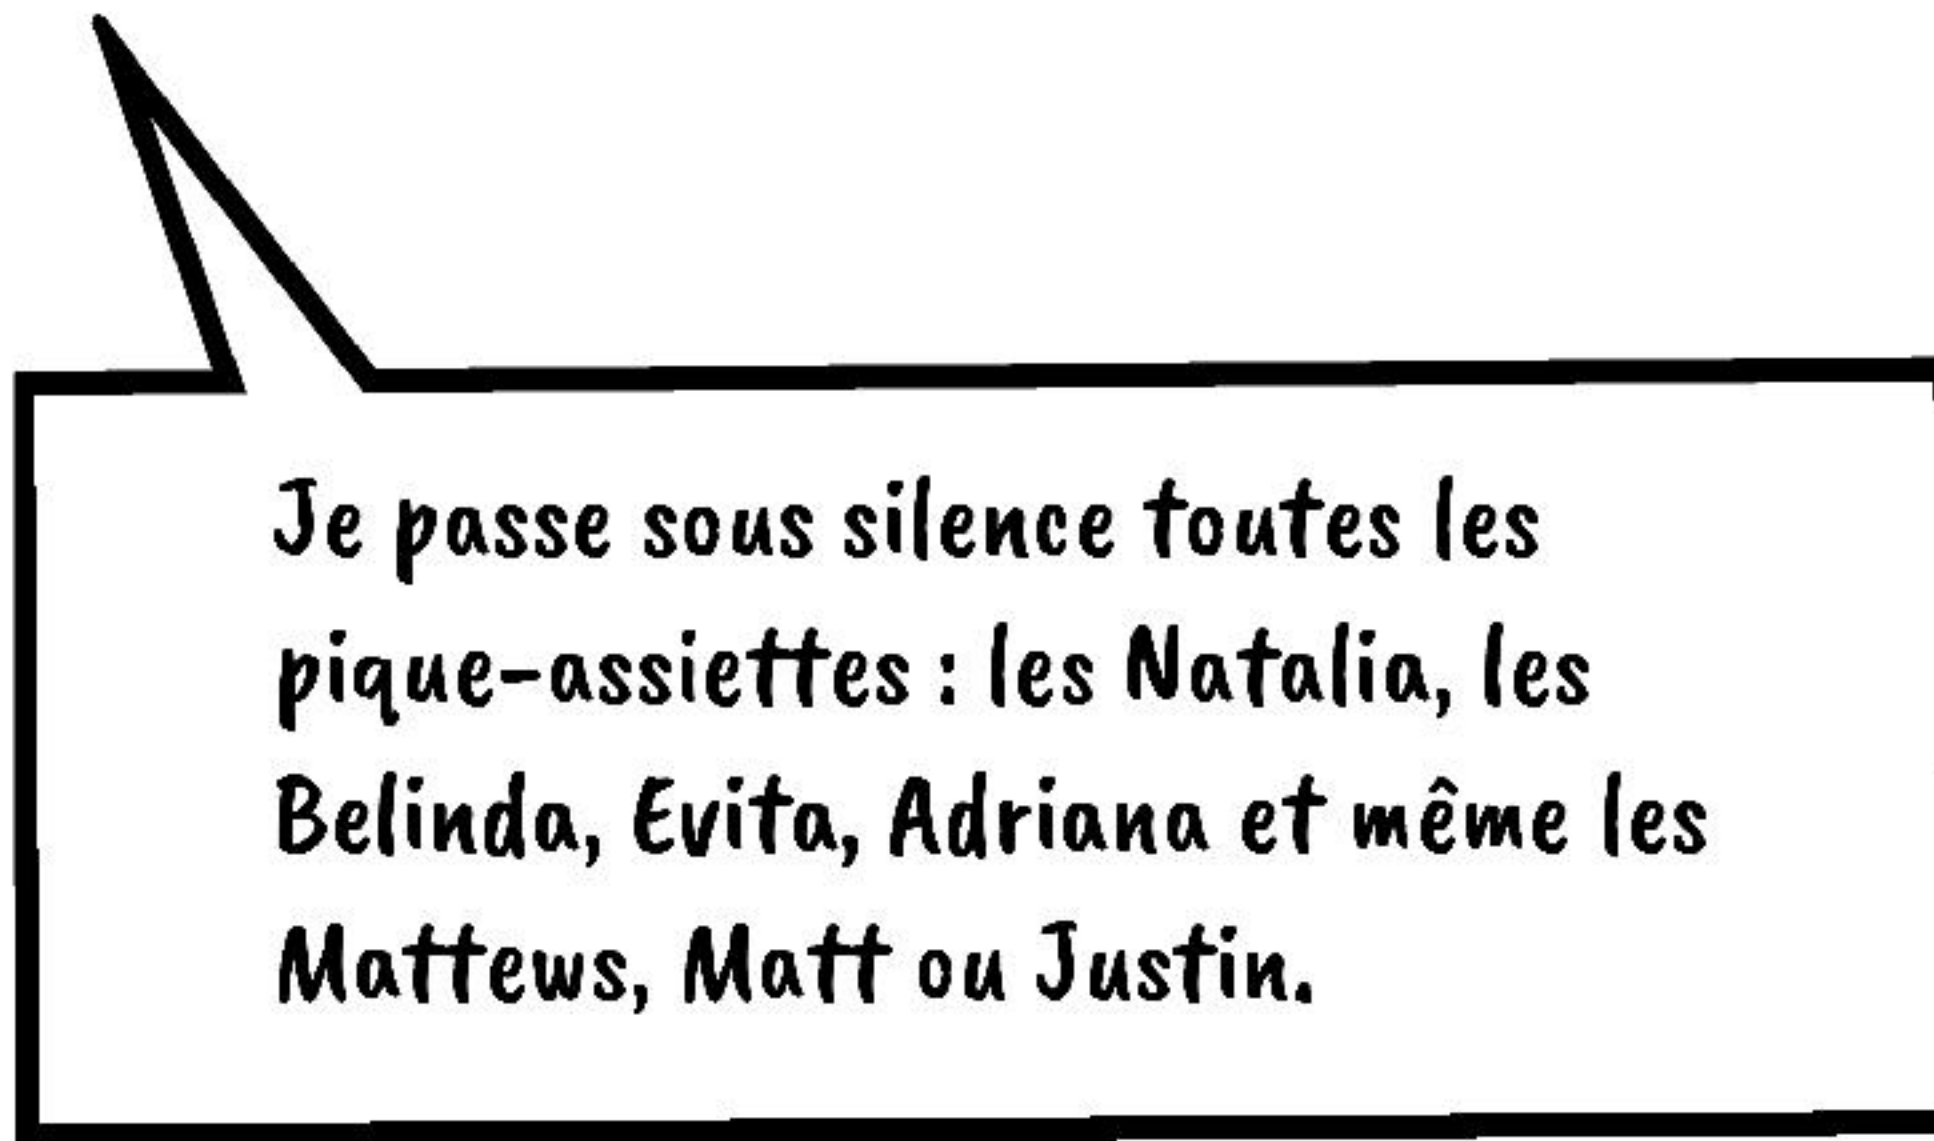 Je passe sous silence toutes les
pique-assiettes : les Natalia, les
Belinda, Evita, Adriana et même les
Mattews, Matt ou Justin.